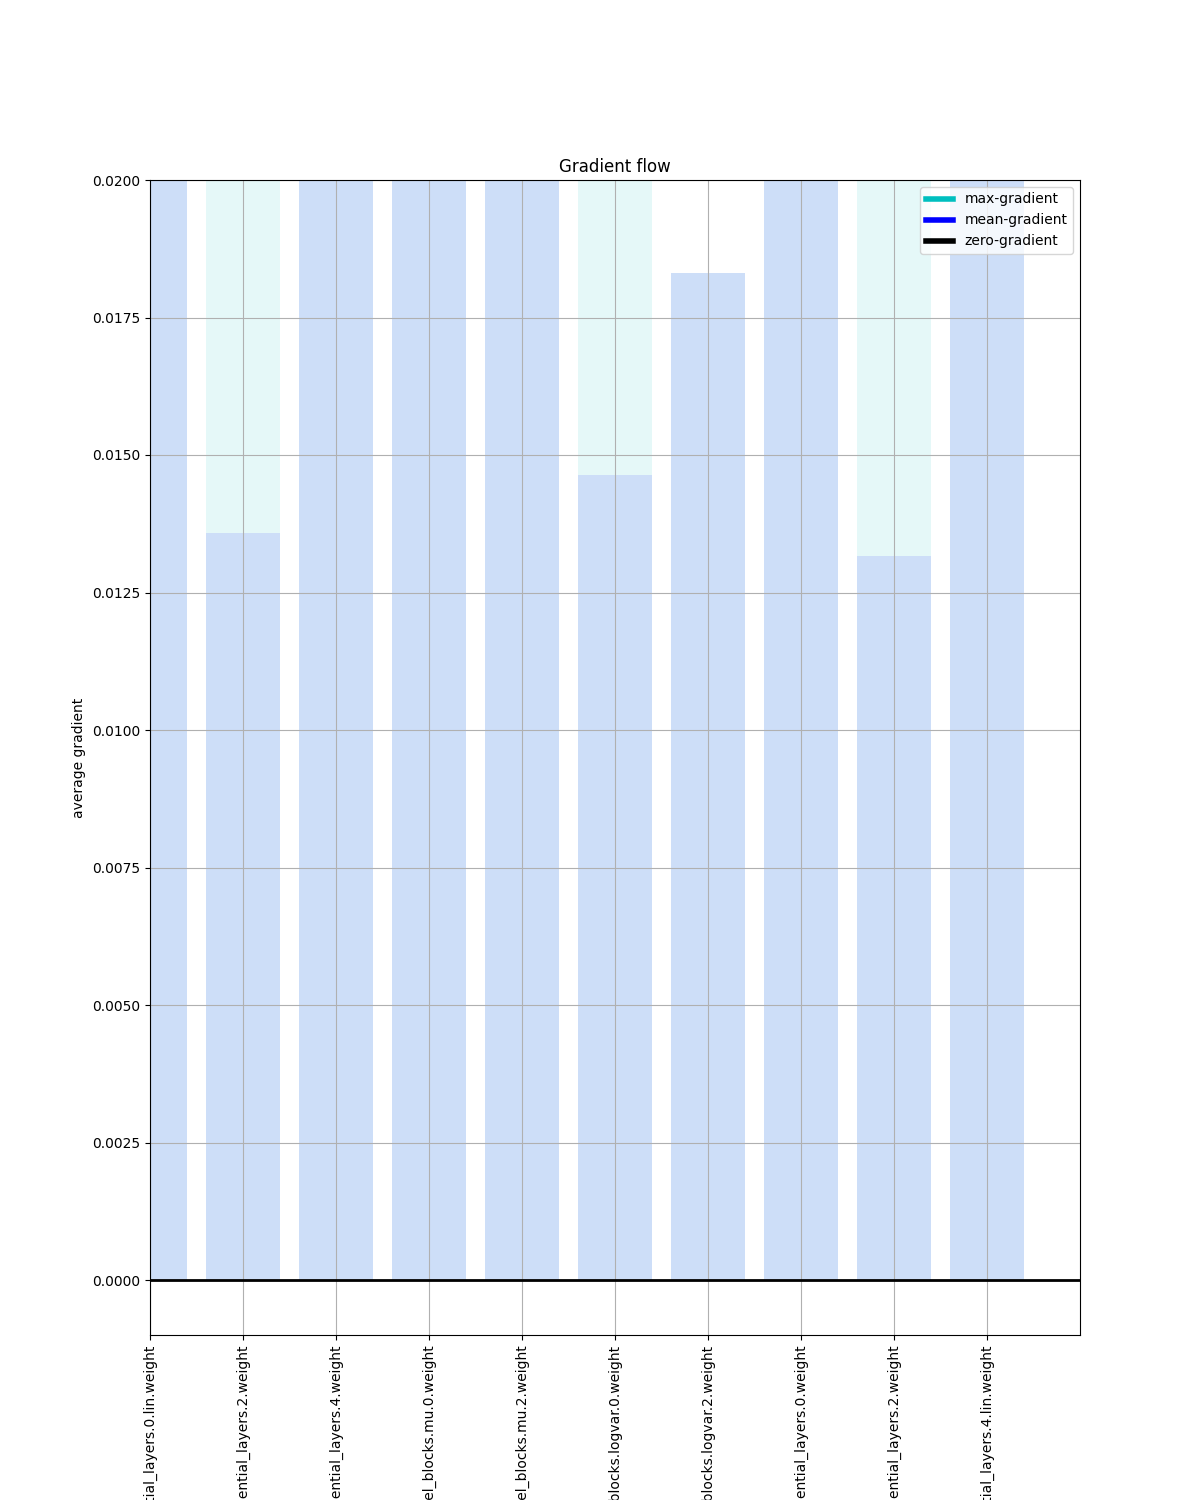 Gradient flow
max-gradient
mean-gradient
zero-gradient
0.0200
0.0175
0.0150
0.0125
0.0100
0.0075
0.0050
0.0025
0.0000
average gradient
tial_layers.0.lin.weight
ential_layers.2.weight
ential_layers.4.weight
el_blocks.mu.0.weight
el_blocks.mu.2.weight
blocks.logvar.0.weight
blocks.logvar.2.weight
ential_layers.0.weight
ential_layers.2.weight
tial_layers.4.lin.weight